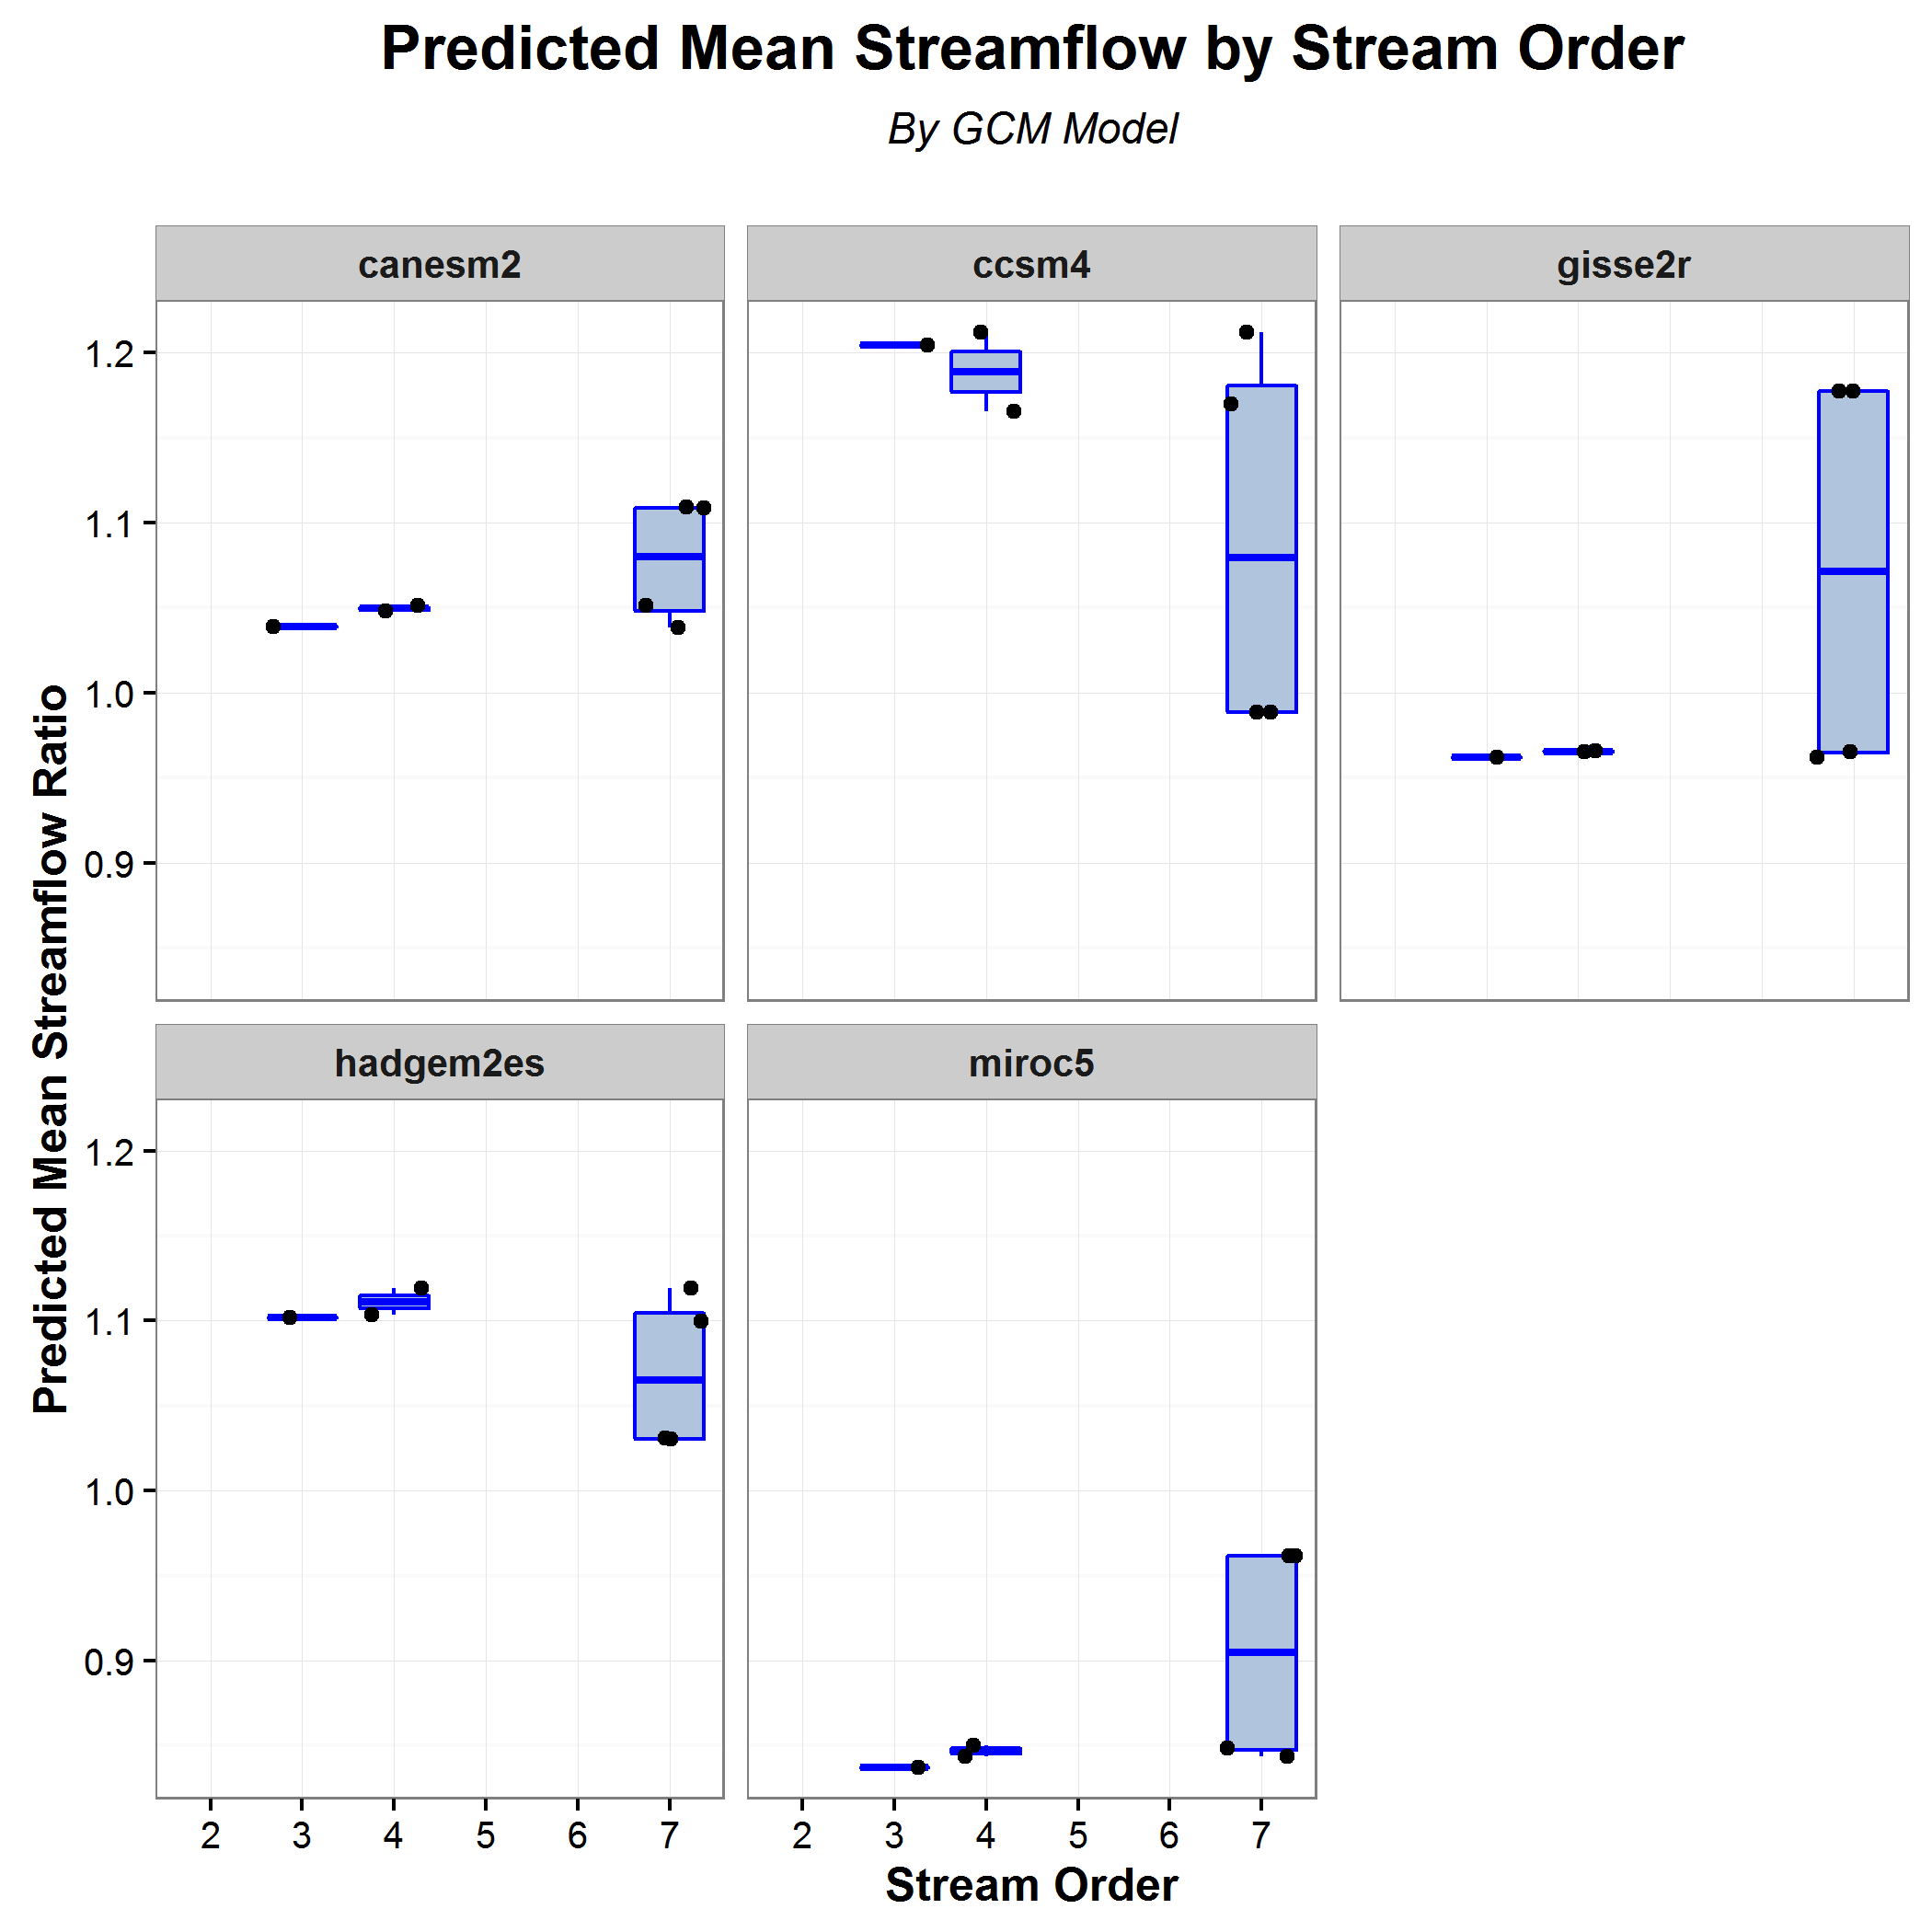 Predicted Mean Streamflow by Stream Order
By GCM Model
canesm2
ccsm4
gisse2r
1.2
1.1
1.0
0.9
Predicted Mean Streamflow Ratio
hadgem2es
miroc5
1.2
1.1
1.0
0.9
2 3 4 5 6 7
2 3 4 5 6 7
Stream Order